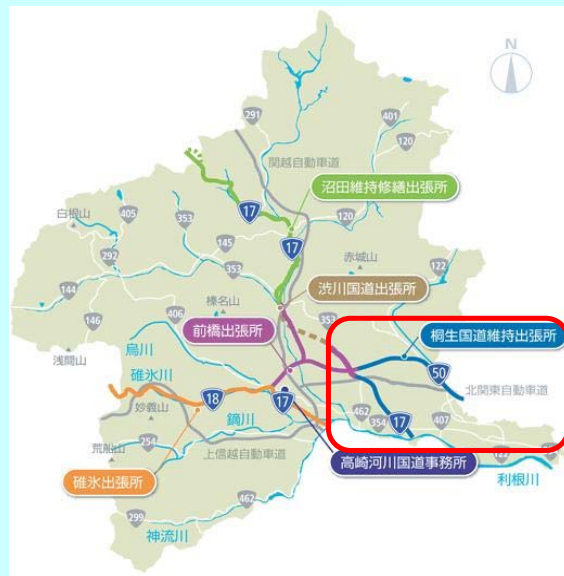 N
291
401
120
関越自動車道
沼田維持修繕出張所
17
白根山
405
353
17
120
145
292
353
赤城山
渋川国道出張所
122
144
榛名山
353
146
406
前橋出張所
桐生国道維持出張所
烏川
50
浅間山
碓氷川
北関東自動車道
18
17
462
354
407
妙義山
鏑川
17
荒船山
254
上信越自動車道
高崎河川国道事務所
122
碓氷出張所
利根川
462
299
神流川